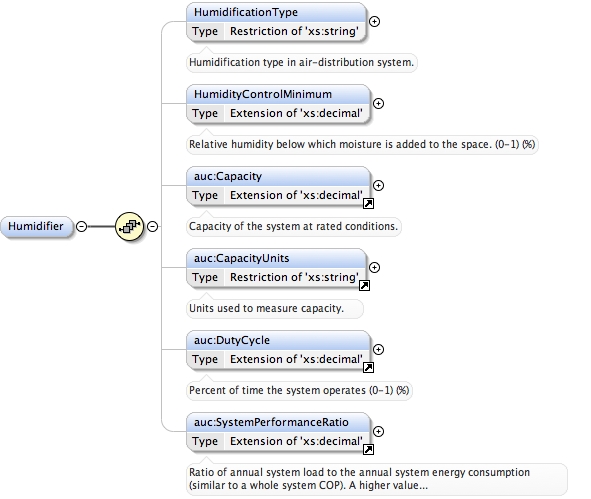 HumidificationType
Type Restriction of 'xs:string'
Humidification type in air-distribution system.
HumidityControlMinimum
Type Extension of 'xs:decimal'
Relative humidity below which moisture is added to the space. (0-1) (%)
auc:Capacity
Type Extension of 'xs:decimal'
Capacity of the system at rated conditions.
Humidifier
auc:CapacityUnits
Type Restriction of 'xs:string'
Units used to measure capacity.
auc:DutyCycle
Type Extension of 'xs:decimal'
Percent of time the system operates (0-1) (%)
auc:SystemPerformanceRatio
Type Extension of 'xs:decimal'
Ratio of annual system load to the annual system energy consumption
(similar to a whole system COP). A higher value...